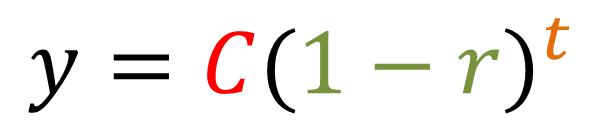 y = C(1 − r)^t